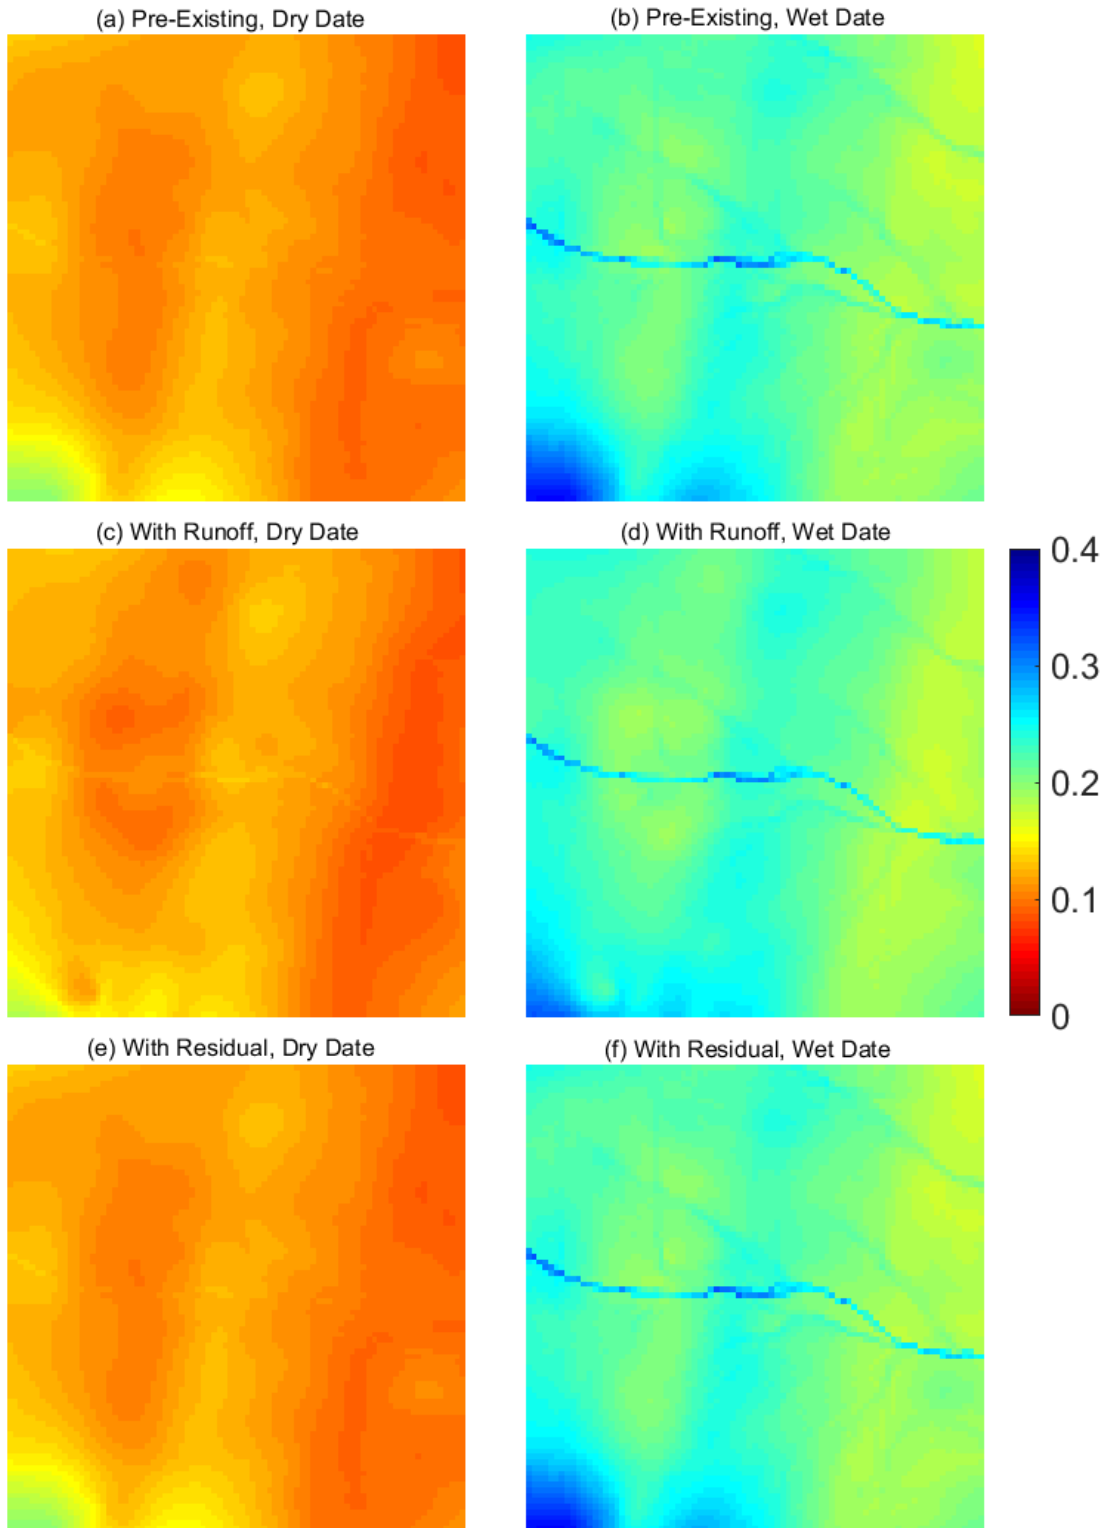 (a) Pre-Existing, Dry Date
(b) Pre-Existing, Wet Date
(c) With Runoff, Dry Date
(d) With Runoff, Wet Date
0.4
0.3
0.2
0.1
0
(e) With Residual, Dry Date
(f) With Residual, Wet Date